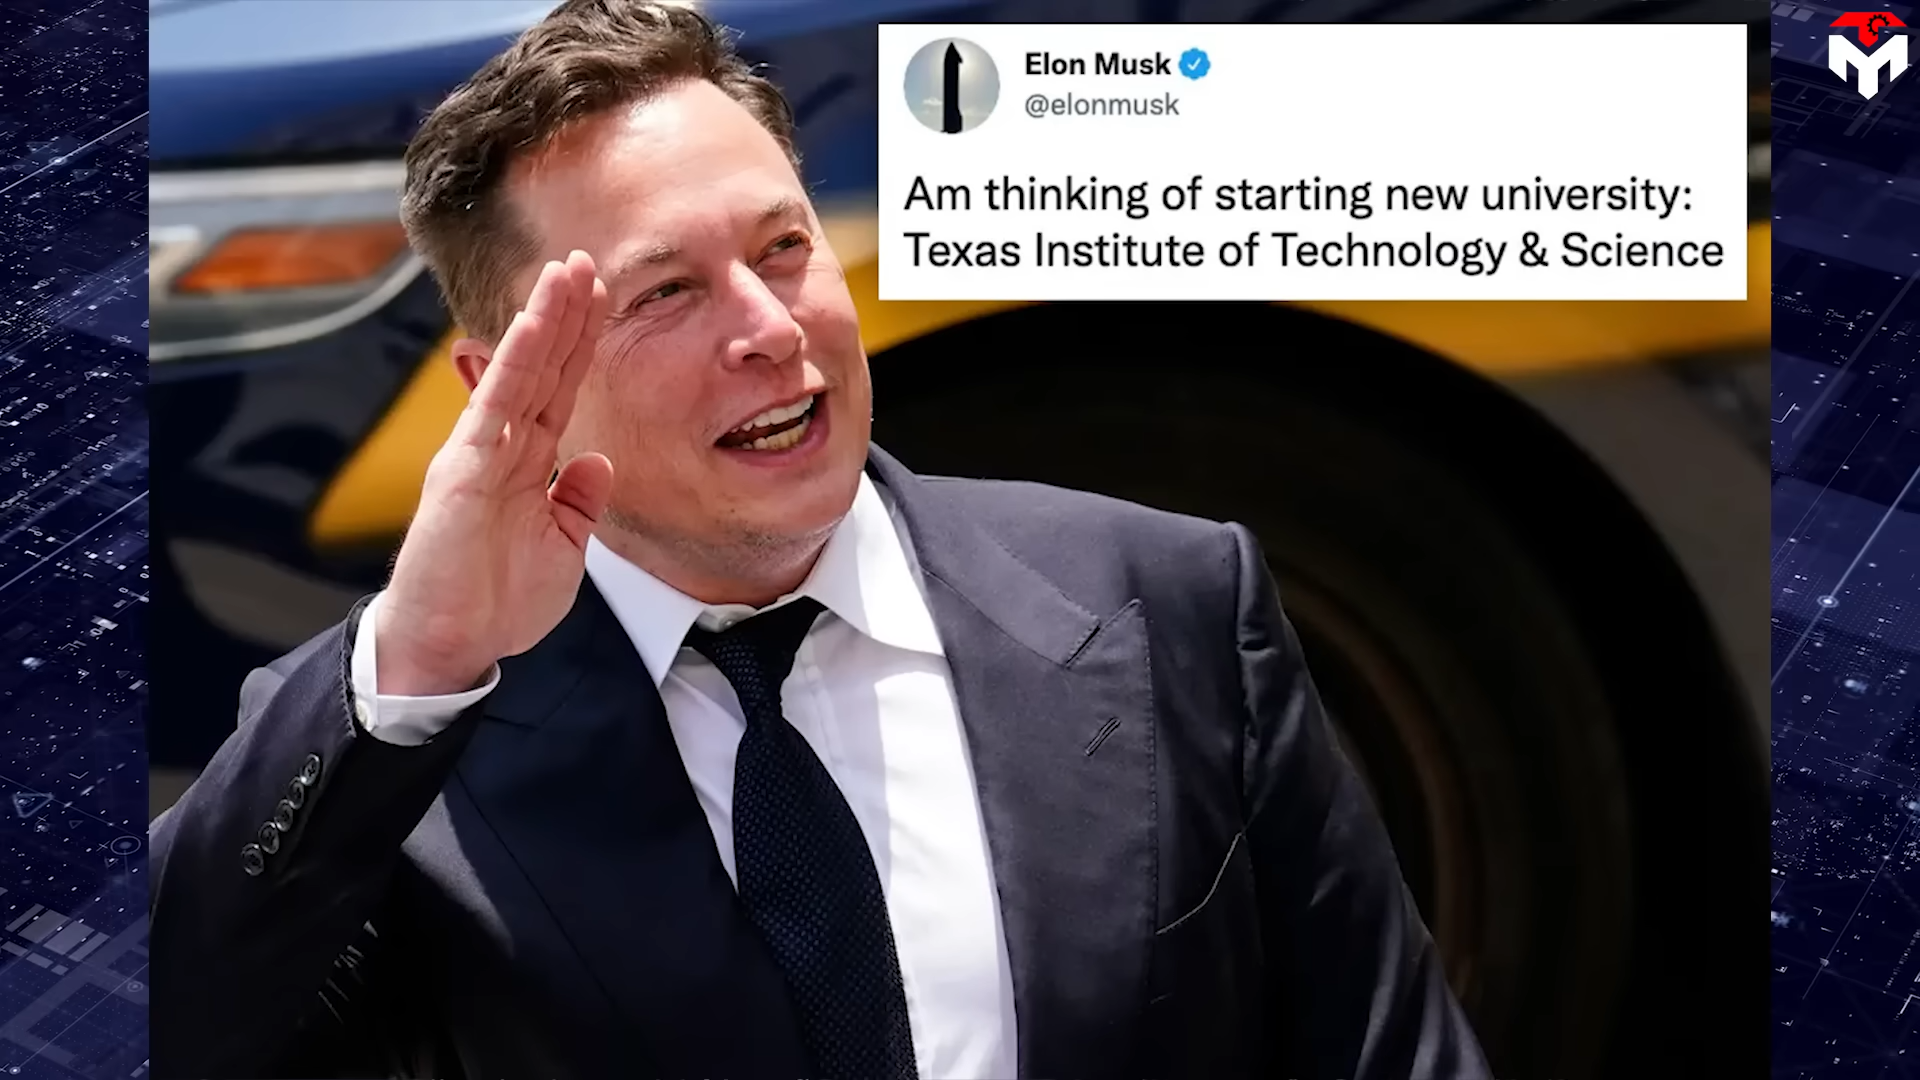 Elon Musk
@elonmusk
Am thinking of starting new university:
Texas Institute of Technology & Science